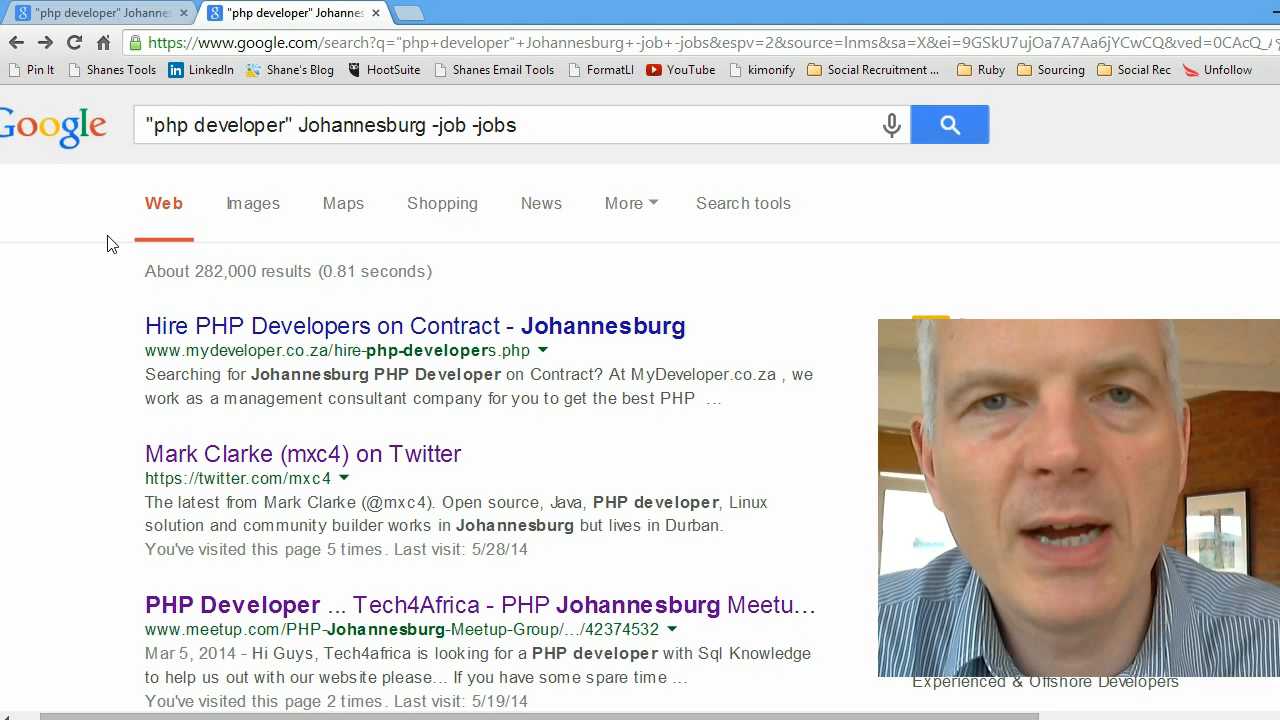 "php developer" Johannes
"php developer" Johannes
https://www.google.com/search?q="php+developer"+Johannesburg+-job+-jobs&espv=2&source=lnms&sa=X&ei=9GSkU7ujOa7A7Aa6jYCwCQ&ved=0CAcQ_A
Pin It Shanes Tools LinkedIn Shane's Blog HootSuite Shanes Email Tools FormatLI YouTube kimonify Social Recruitment ... Ruby Sourcing Social Rec Unfollow
Google "php developer" Johannesburg -job -jobs
Web Images Maps Shopping News More Search tools
About 282,000 results (0.81 seconds)
Hire PHP Developers on Contract - Johannesburg
www.mydeveloper.co.za/hire-php-developers.php
Searching for Johannesburg PHP Developer on Contract? At MyDeveloper.co.za , we
work as a management consultant company for you to get the best PHP ...
Mark Clarke (mxc4) on Twitter
https://twitter.com/mxc4
The latest from Mark Clarke (@mxc4). Open source, Java, PHP developer, Linux
solution and community builder works in Johannesburg but lives in Durban.
You've visited this page 5 times. Last visit: 5/28/14
PHP Developer ... Tech4Africa - PHP Johannesburg Meetu...
www.meetup.com/PHP-Johannesburg-Meetup-Group/.../42374532
Mar 5, 2014 - Hi Guys, Tech4africa is looking for a PHP developer with Sql Knowledge
to help us out with our website please... If you have some spare time ...
You've visited this page 2 times. Last visit: 5/19/14
Experienced & Offshore Developers